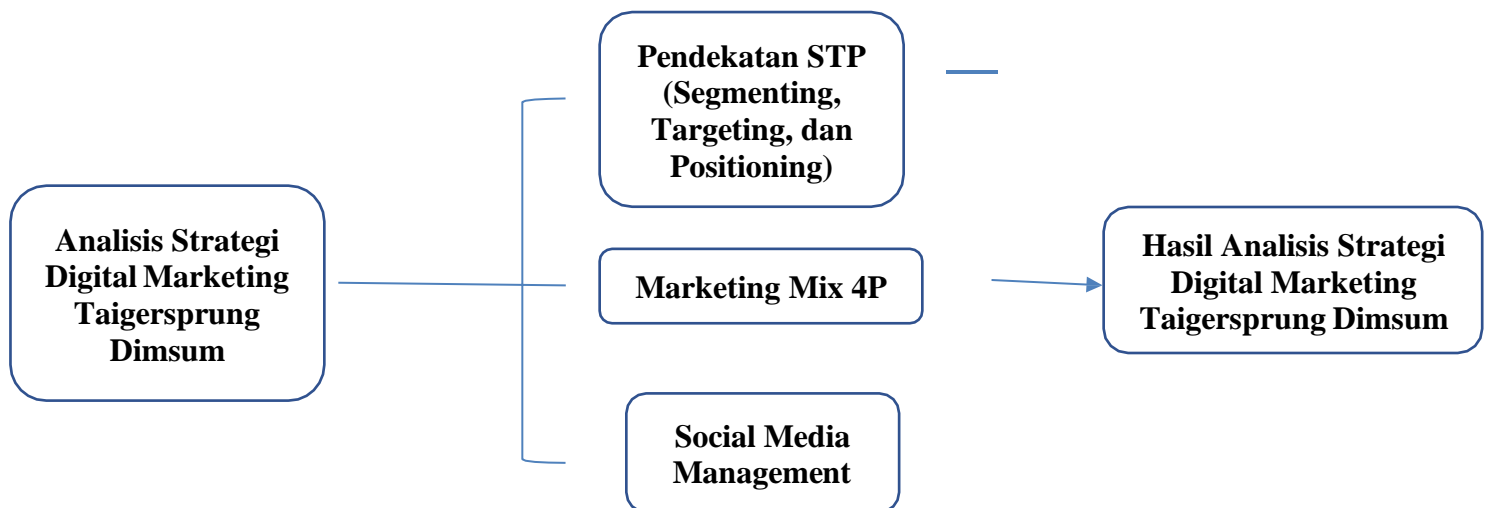 Analisis Strategi
Digital Marketing
Taigersprung
Dimsum
Pendekatan STP
(Segmenting,
Targeting, dan
Positioning)
Marketing Mix 4P
Social Media
Management
Hasil Analisis Strategi
Digital Marketing
Taigersprung Dimsum